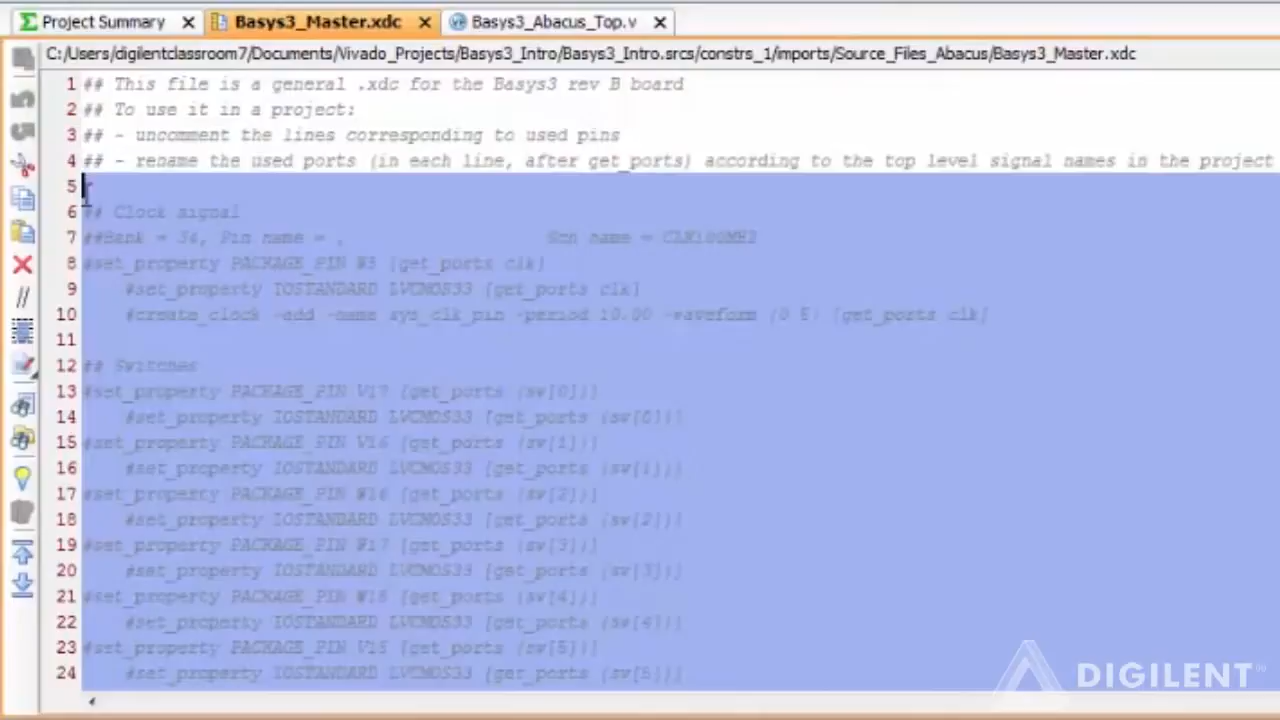 Project Summary
Basys3_Master.xdc
Basys3_Abacus_Top.v
C:/Users/digilentclassroom7/Documents/Vivado_Projects/Basys3_Intro/Basys3_Intro.srcs/constrs_1/imports/Source_Files_Abacus/Basys3_Master.xdc
1 ## This file is a general .xdc for the Basys3 rev B board
2 ## To use it in a project:
3 ## - uncomment the lines corresponding to used pins
4 ## - rename the used ports (in each line, after get_ports) according to the top level signal names in the project
5
6 ## Clock signal
7 ##Bank = 34, Pin name = , Sch name = CLK100MHZ
8 #set_property PACKAGE_PIN W5 [get_ports clk]
9 #set_property IOSTANDARD LVCMOS33 [get_ports clk]
10 #create_clock -add -name sys_clk_pin -period 10.00 -waveform {0 5} [get_ports clk]
11
12 ## Switches
13 #set_property PACKAGE_PIN V17 [get_ports {sw[0]}]
14 #set_property IOSTANDARD LVCMOS33 [get_ports {sw[0]}]
15 #set_property PACKAGE_PIN V16 [get_ports {sw[1]}]
16 #set_property IOSTANDARD LVCMOS33 [get_ports {sw[1]}]
17 #set_property PACKAGE_PIN W16 [get_ports {sw[2]}]
18 #set_property IOSTANDARD LVCMOS33 [get_ports {sw[2]}]
19 #set_property PACKAGE_PIN W17 [get_ports {sw[3]}]
20 #set_property IOSTANDARD LVCMOS33 [get_ports {sw[3]}]
21 #set_property PACKAGE_PIN W15 [get_ports {sw[4]}]
22 #set_property IOSTANDARD LVCMOS33 [get_ports {sw[4]}]
23 #set_property PACKAGE_PIN V15 [get_ports {sw[5]}]
24 #set_property IOSTANDARD LVCMOS33 [get_ports {sw[5]}]
DIGILENT